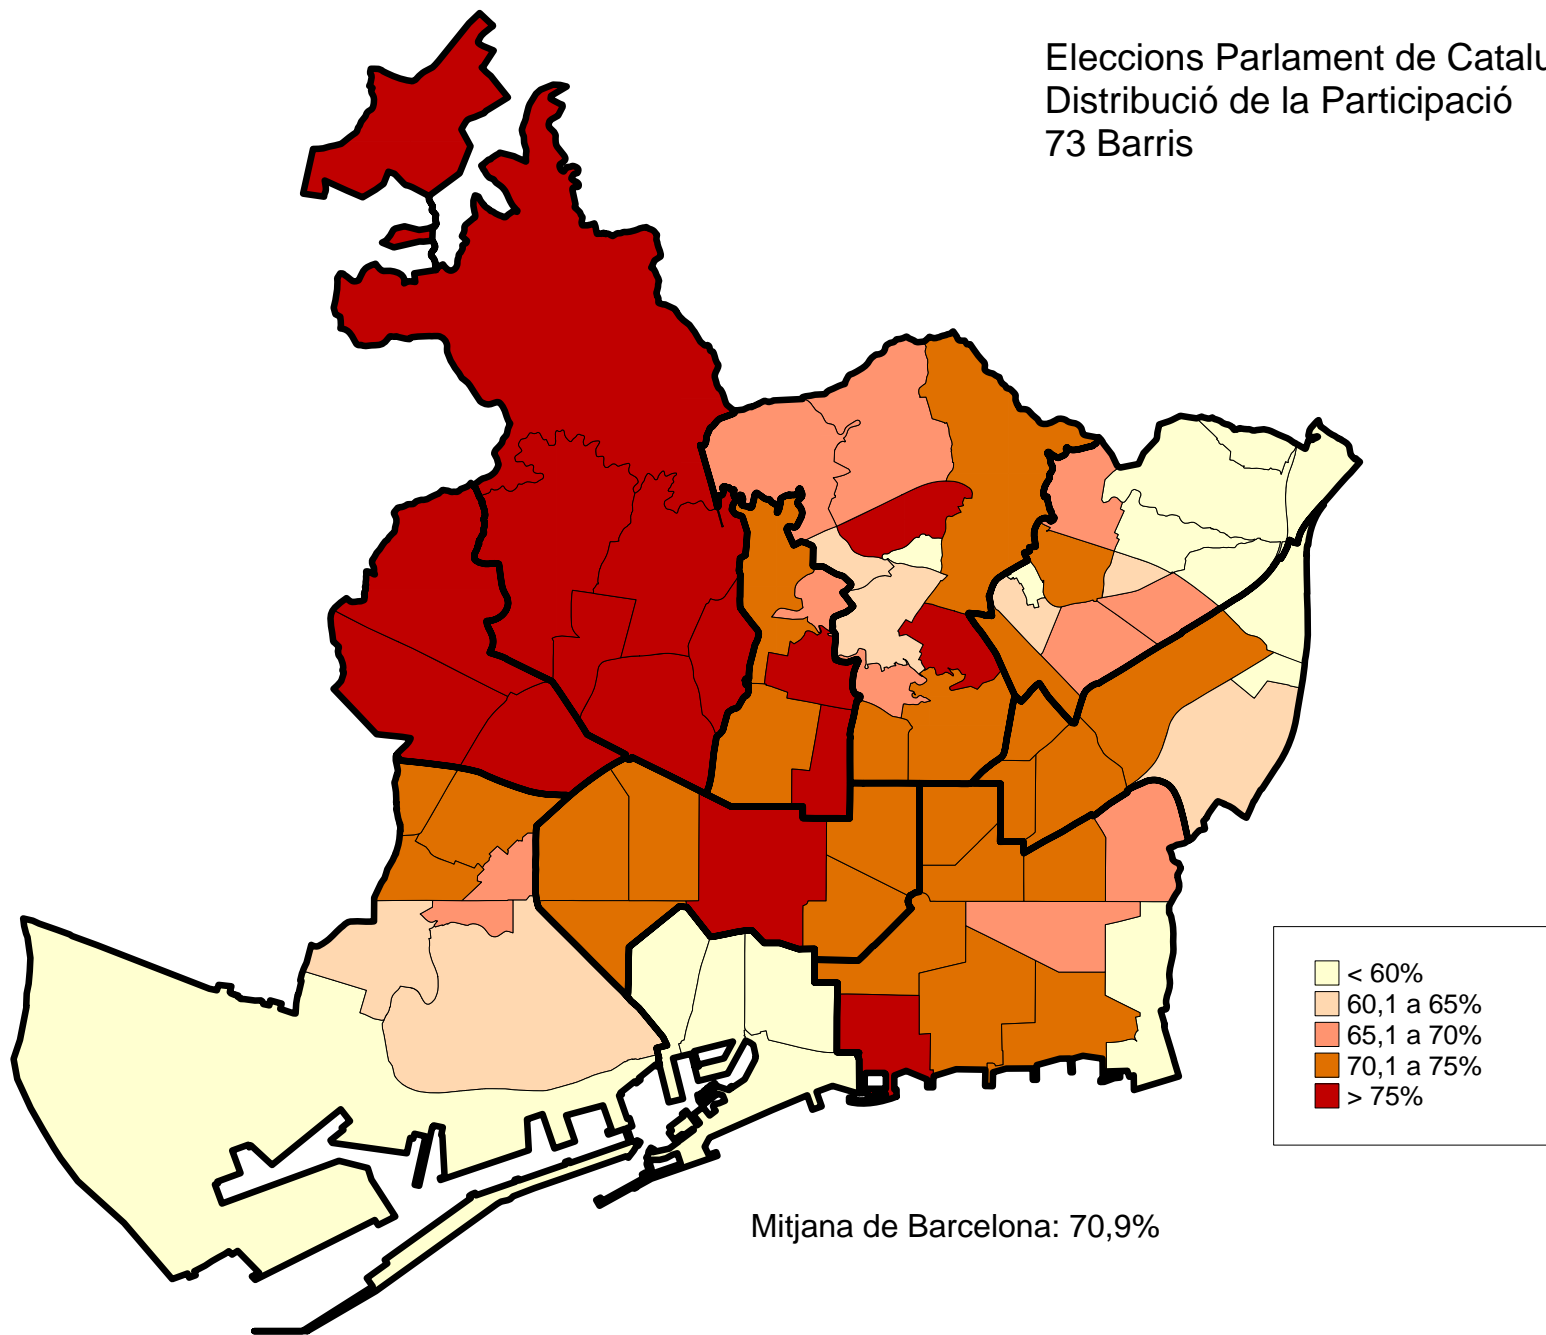 Eleccions Parlament de Catalu
Distribució de la Participació
73 Barris
< 60%
60,1 a 65%
65,1 a 70%
70,1 a 75%
> 75%
Mitjana de Barcelona: 70,9%